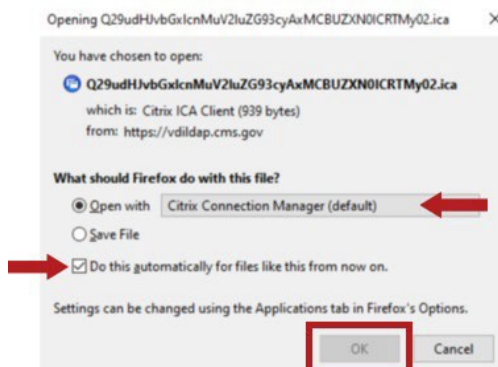 Opening Q29udHJvbGxlcnMuV2luZG93cyAxMCBUZXN0ICRTMy02.ica X
You have chosen to open:
Q29udHJvbGxlcnMuV2luZG93cyAxMCBUZXN0ICRTMy02.ica
which is: Citrix ICA Client (939 bytes)
from: https://vdildap.cms.gov
What should Firefox do with this file?
Open with Citrix Connection Manager (default)
Save File
Do this automatically for files like this from now on.
Settings can be changed using the Applications tab in Firefox's Options.
OK Cancel